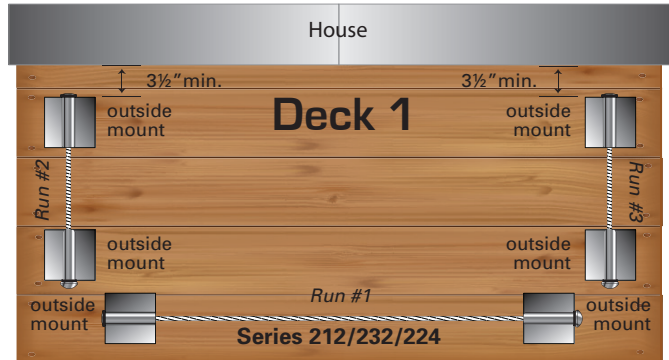 House
3½” min.
3½” min.
outside
mount
Deck 1
outside
mount
Run #2
Run #3
outside
mount
outside
mount
outside
mount
Run #1
outside
mount
Series 212/232/224